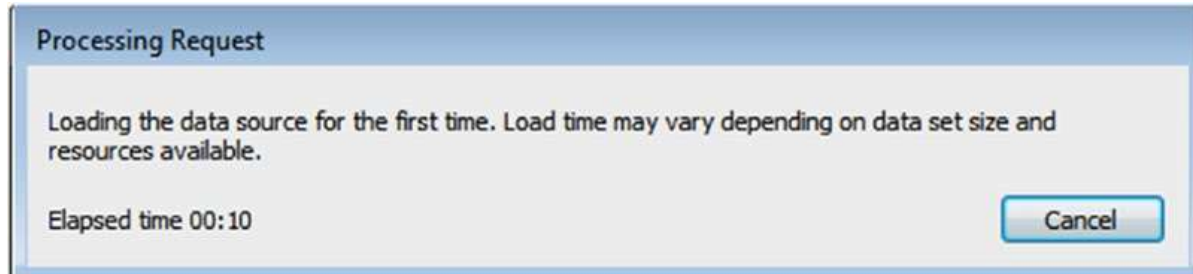 Processing Request
Loading the data source for the first time. Load time may vary depending on data set size and
resources available.
Elapsed time 00:10
Cancel